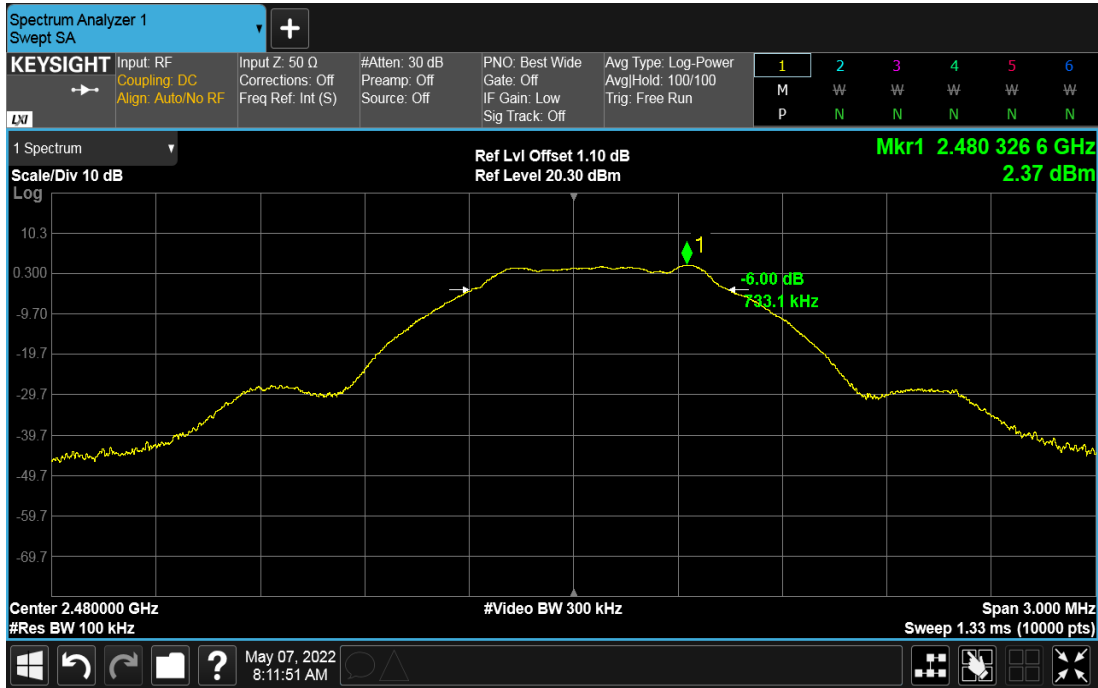 Spectrum Analyzer 1
Swept SA
KEYSIGHT
LXI
Input: RF
Coupling: DC
Align: Auto/No RF
Input Z: 50 Ω
Corrections: Off
Freq Ref: Int (S)
#Atten: 30 dB
Preamp: Off
Source: Off
PNO: Best Wide
Gate: Off
IF Gain: Low
Sig Track: Off
Avg Type: Log-Power
Avg|Hold: 100/100
Trig: Free Run
1 2 3 4 5 6
M W W W W W
P N N N N N
1 Spectrum
Scale/Div 10 dB
Log
Ref Lvl Offset 1.10 dB
Ref Level 20.30 dBm
Mkr1 2.480 326 6 GHz
2.37 dBm
10.3
0.300
-9.70
-19.7
-29.7
-39.7
-49.7
-59.7
-69.7
1
-6.00 dB
733.1 kHz
Center 2.480000 GHz
#Res BW 100 kHz
#Video BW 300 kHz
Span 3.000 MHz
Sweep 1.33 ms (10000 pts)
?
May 07, 2022
8:11:51 AM